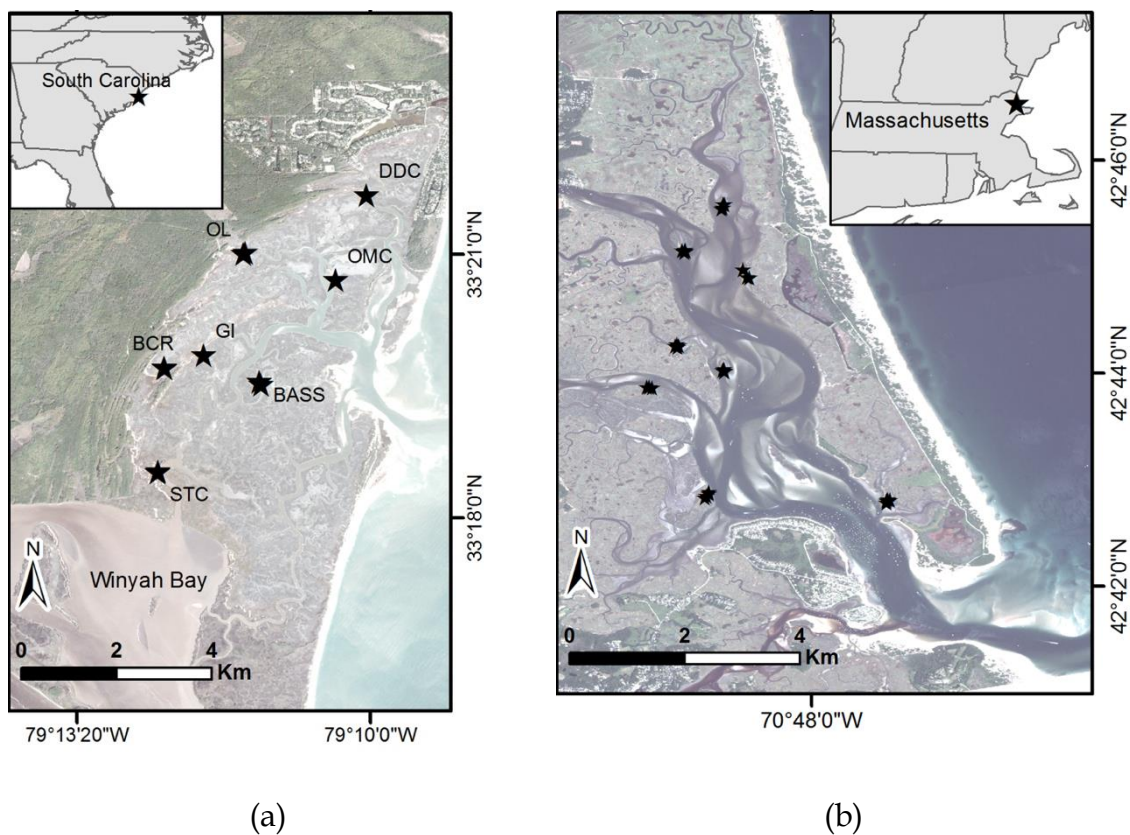 South Carolina
DDC
OL
OMC
GI
BCR
BASS
STC
N
Winyah Bay
0 2 4
Km
33°21'0"N
33°18'0"N
79°13'20"W 79°10'0"W
(a)
Massachusetts
N
0 2 4
Km
42°46'0"N
42°44'0"N
42°42'0"N
70°48'0"W
(b)